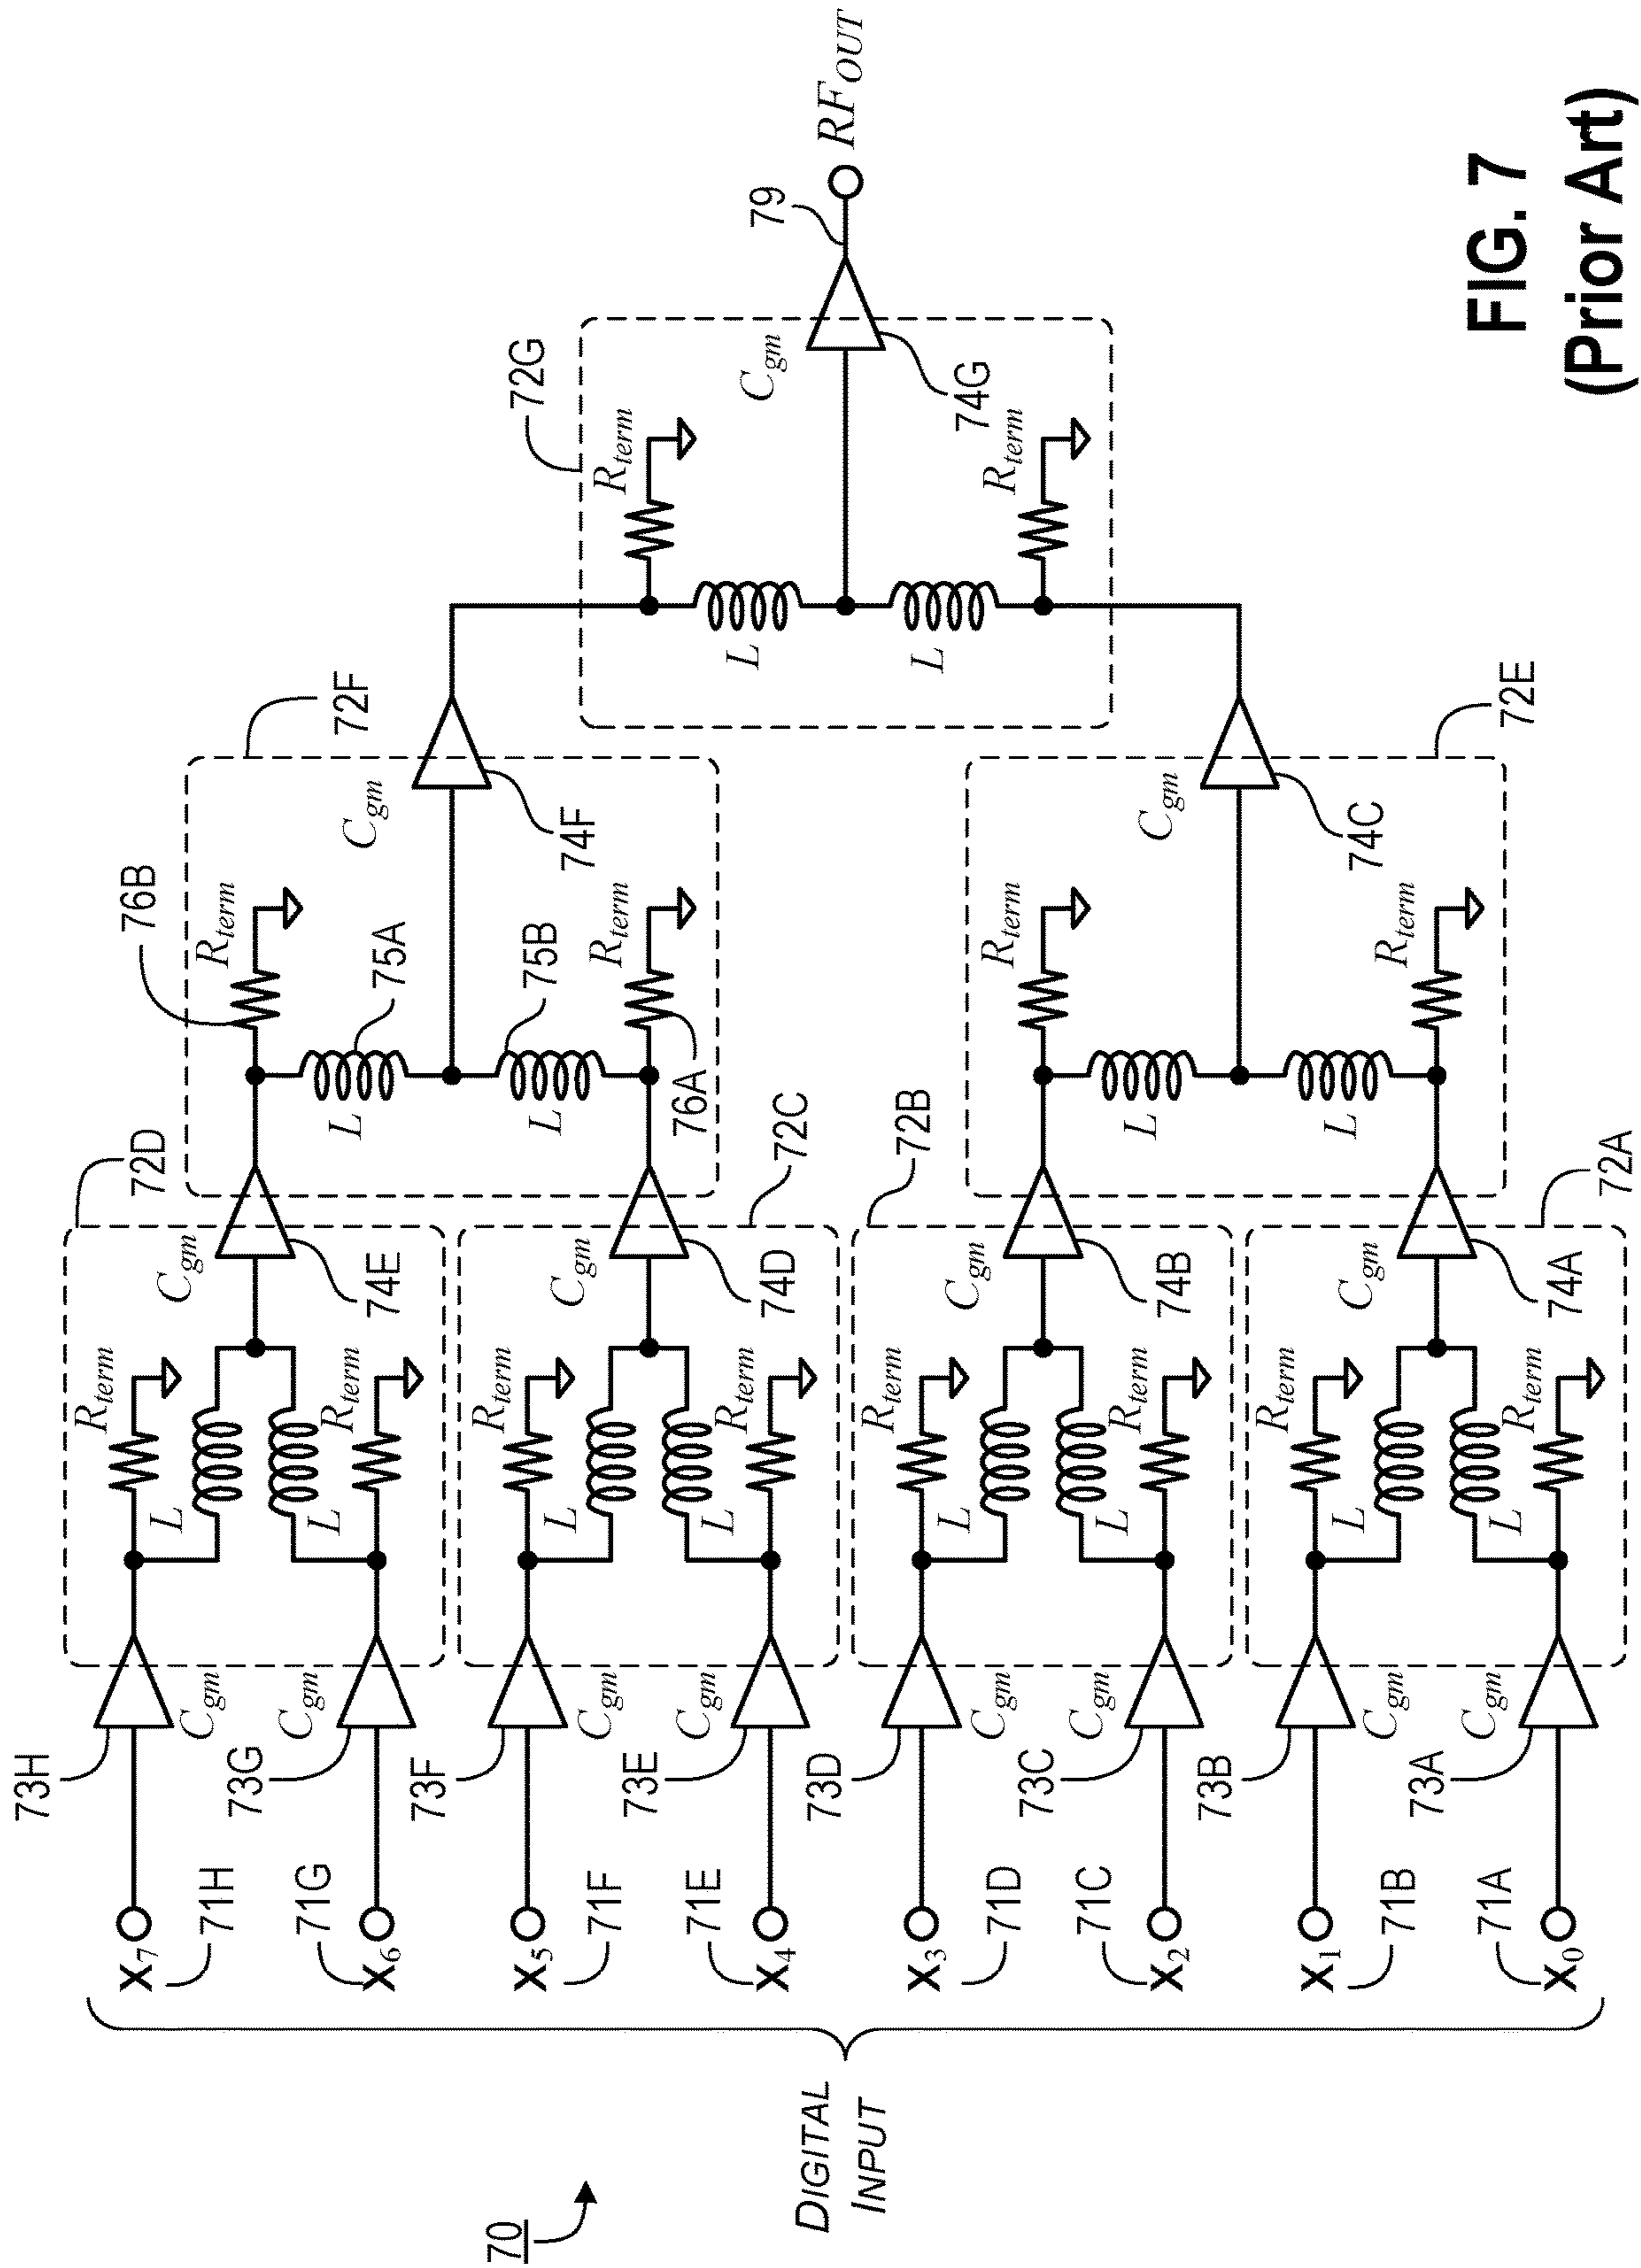 70
DIGITAL
INPUT
X7
71H
X6
71G
X5
71F
X4
71E
X3
71D
X2
71C
X1
71B
X0
71A
73H
Cgm
73G
Cgm
73F
Cgm
73E
Cgm
73D
Cgm
73C
Cgm
73B
Cgm
73A
Cgm
72D
Rterm
L
L
Rterm
Cgm
74E
72C
Rterm
L
L
Rterm
Cgm
74D
72B
Rterm
L
L
Rterm
Cgm
74B
72A
Rterm
L
L
Rterm
Cgm
74A
72F
76B
Rterm
75A
L
75B
L
Rterm
76A
Cgm
74F
72E
Rterm
L
L
Rterm
Cgm
74C
72G
Rterm
L
L
Rterm
Cgm
74G
79
RFOUT
FIG. 7
(Prior Art)